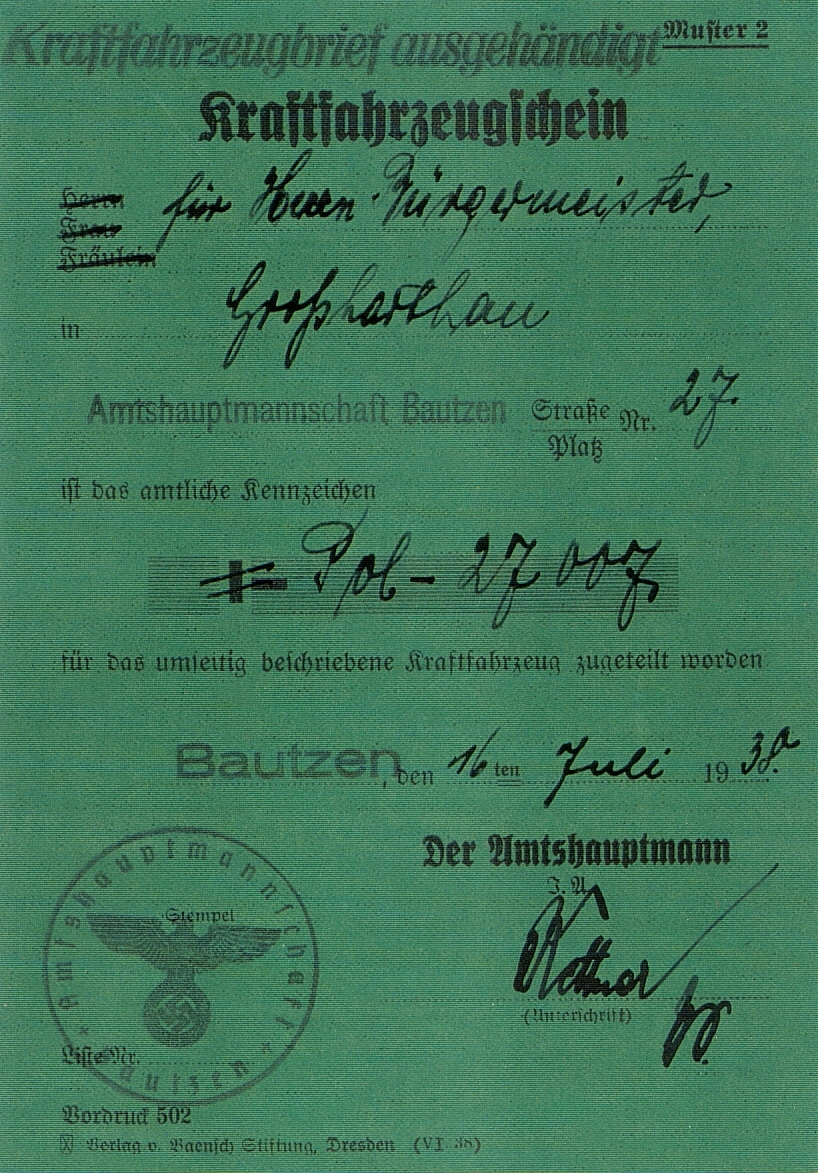 Kraftfahrzeugbrief ausgehändigt
Muster 2
Kraftfahrzeugschein
Herrn
Frau
Fräulein
für Herrn Bürgermeister,
in Großharthau
Amtshauptmannschaft Bautzen Straße Nr. 27.
Platz
ist das amtliche Kennzeichen
Pol - 27007
für das umseitig beschriebene Kraftfahrzeug zugeteilt worden
Bautzen, den 16 ten Juli 1938.
Der Amtshauptmann
J. A.
(Unterschrift)
Amtshauptmannschaft
Stempel
Bautzen
Liste Nr.
Vordruck 502
Verlag v. Baensch Stiftung, Dresden (VI. 38)